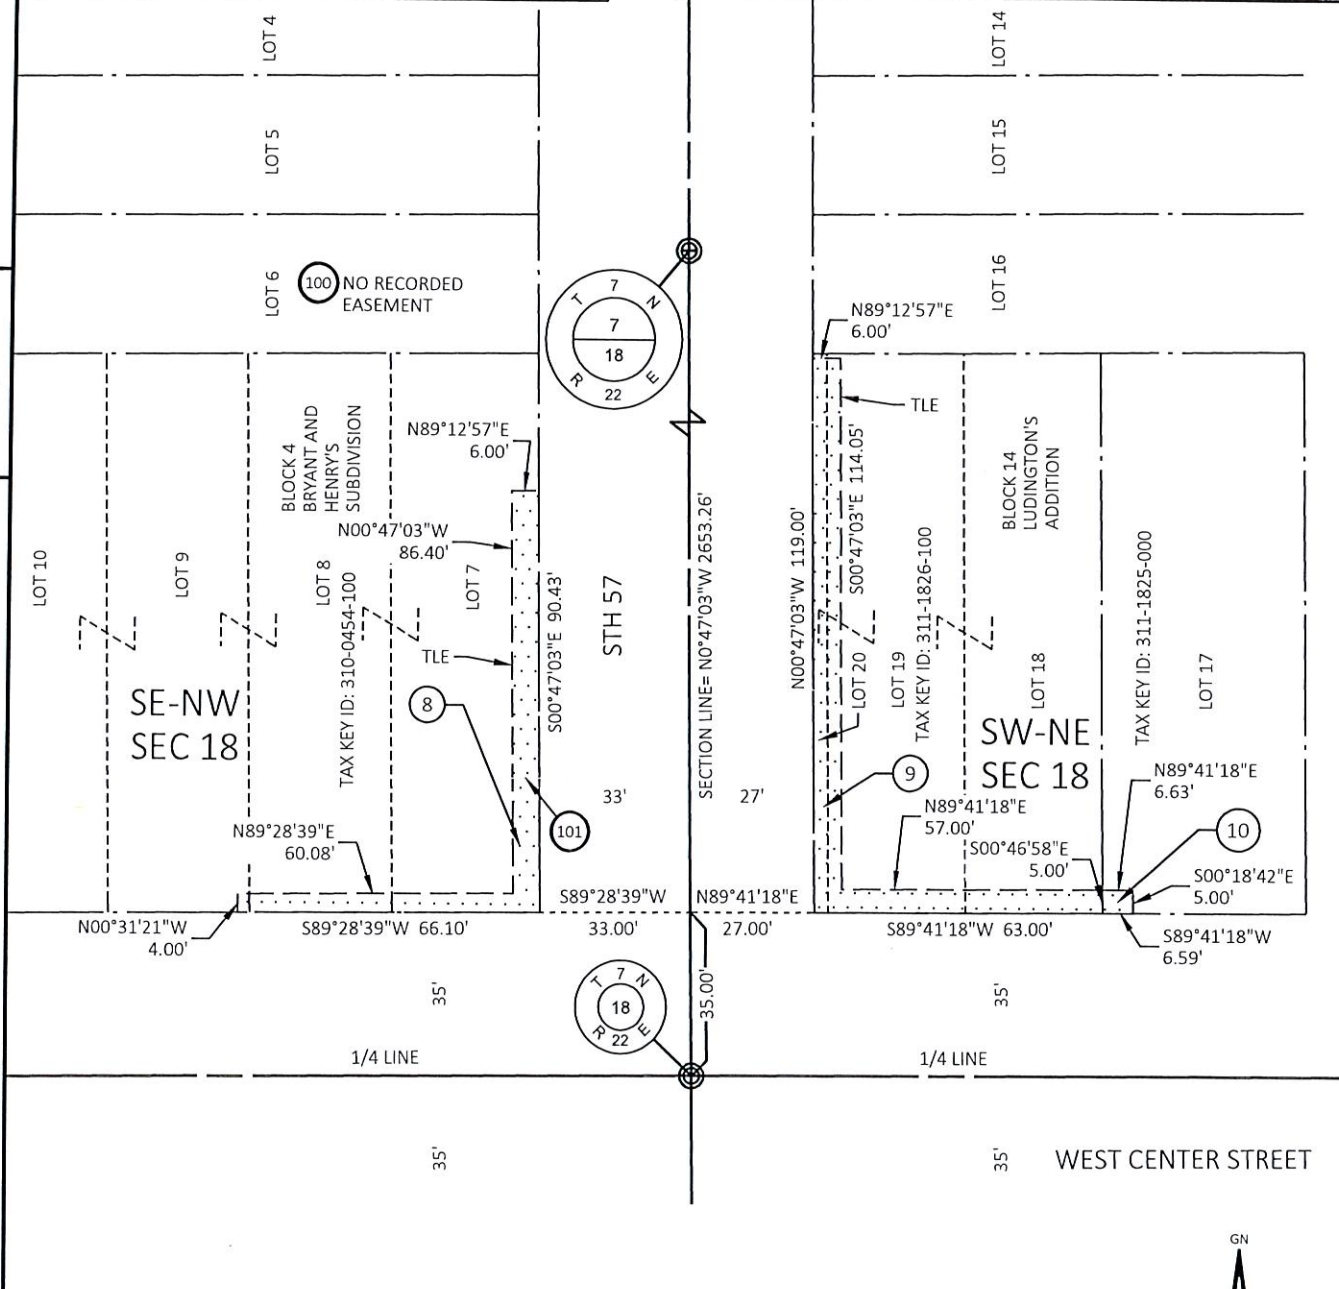 LOT 4
LOT 5
LOT 6
100
NO RECORDED
EASEMENT
LOT 14
LOT 15
LOT 16
T 7 N
7
18
R 22 E
N89°12'57"E
6.00'
TLE
BLOCK 4
BRYANT AND
HENRY'S
SUBDIVISION
N89°12'57"E
6.00'
N00°47'03"W
86.40'
LOT 10
LOT 9
LOT 8
TAX KEY ID: 310-0454-100
LOT 7
TLE
8
S00°47'03"E 90.43'
STH 57
SECTION LINE= N0°47'03"W 2653.26'
N00°47'03"W 119.00'
S00°47'03"E 114.05'
LOT 20
LOT 19
TAX KEY ID: 311-1826-100
BLOCK 14
LUDINGTON'S
ADDITION
LOT 18
TAX KEY ID: 311-1825-000
LOT 17
SE-NW
SEC 18
SW-NE
SEC 18
9
33'
27'
101
N89°28'39"E
60.08'
N89°41'18"E
57.00'
N89°41'18"E
6.63'
10
S00°46'58"E
5.00'
S00°18'42"E
5.00'
N00°31'21"W
4.00'
S89°28'39"W 66.10'
S89°28'39"W
33.00'
N89°41'18"E
27.00'
S89°41'18"W 63.00'
S89°41'18"W
6.59'
35'
T 7 N
18
R 22 E
35.00'
35'
1/4 LINE
1/4 LINE
35'
35'
WEST CENTER STREET
GN